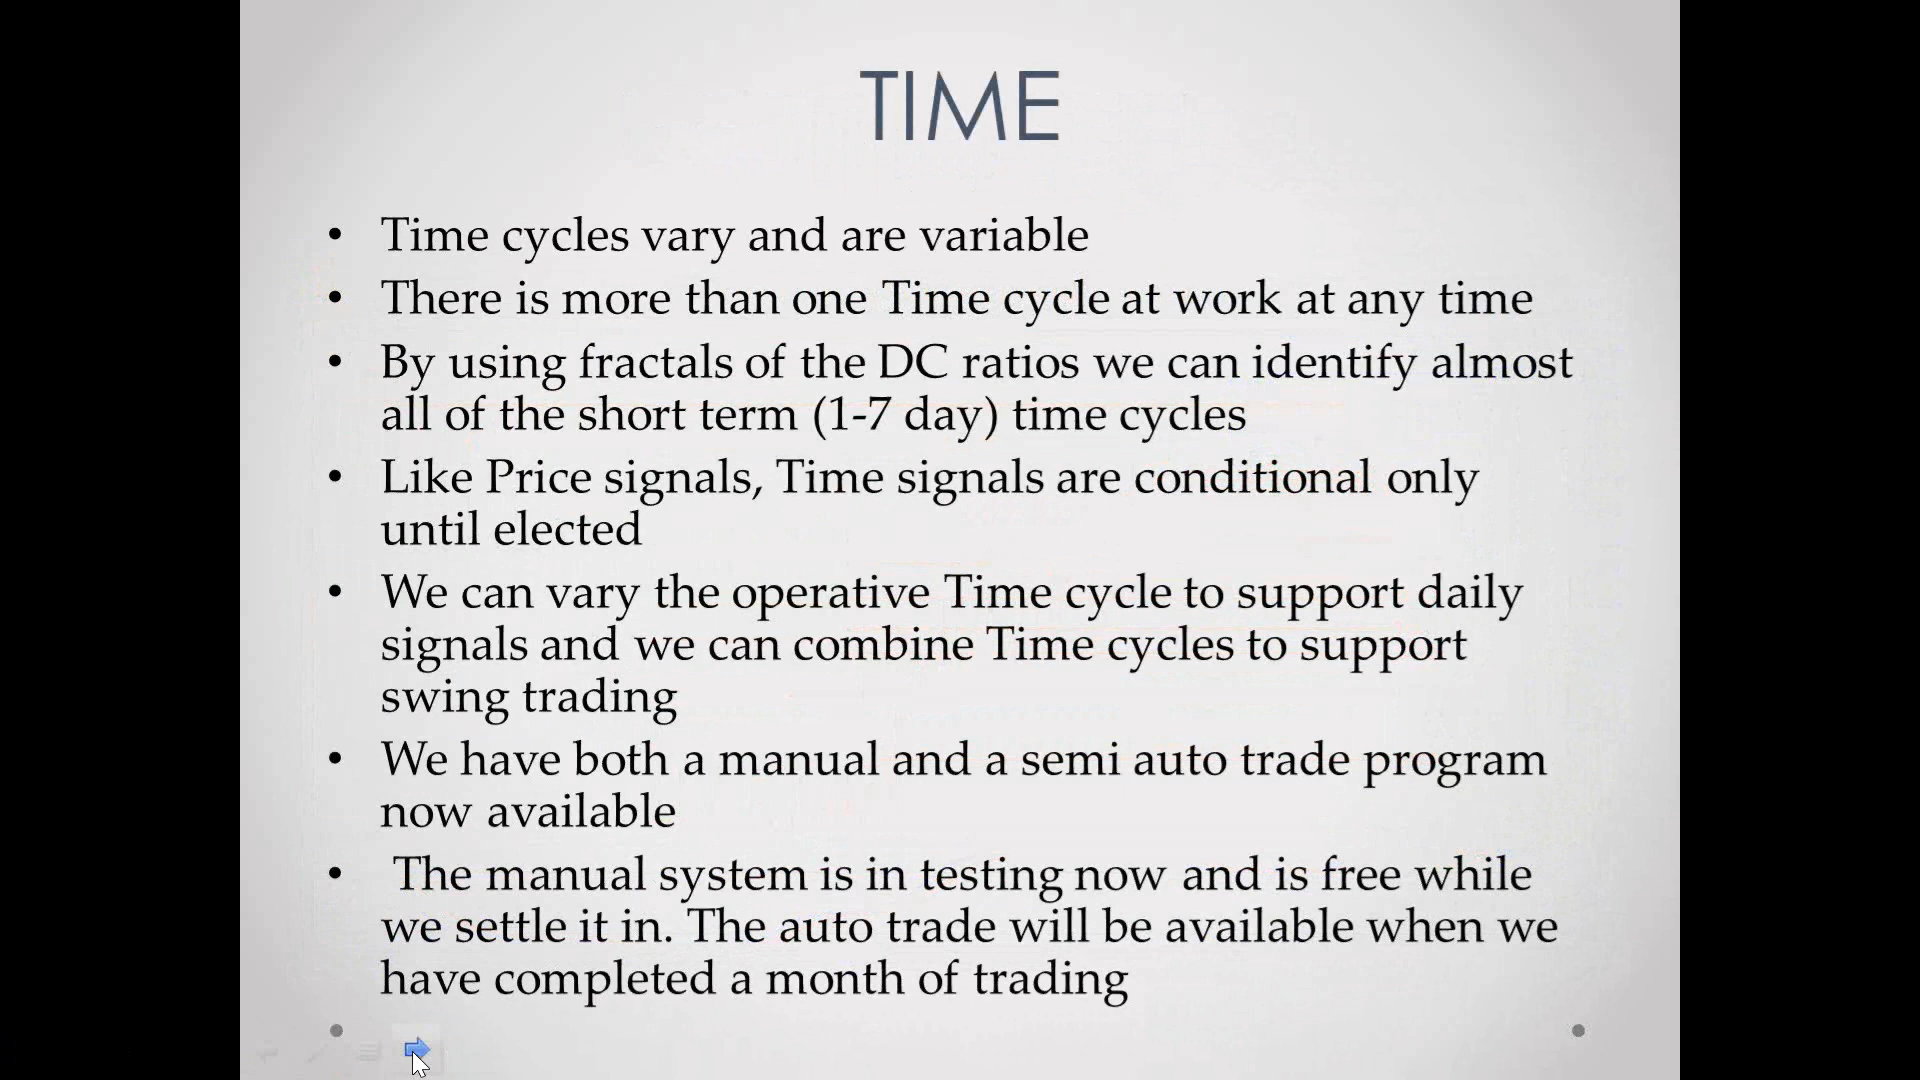 TIME
• Time cycles vary and are variable
• There is more than one Time cycle at work at any time
• By using fractals of the DC ratios we can identify almost
all of the short term (1-7 day) time cycles
• Like Price signals, Time signals are conditional only
until elected
• We can vary the operative Time cycle to support daily
signals and we can combine Time cycles to support
swing trading
• We have both a manual and a semi auto trade program
now available
• The manual system is in testing now and is free while
we settle it in. The auto trade will be available when we
have completed a month of trading